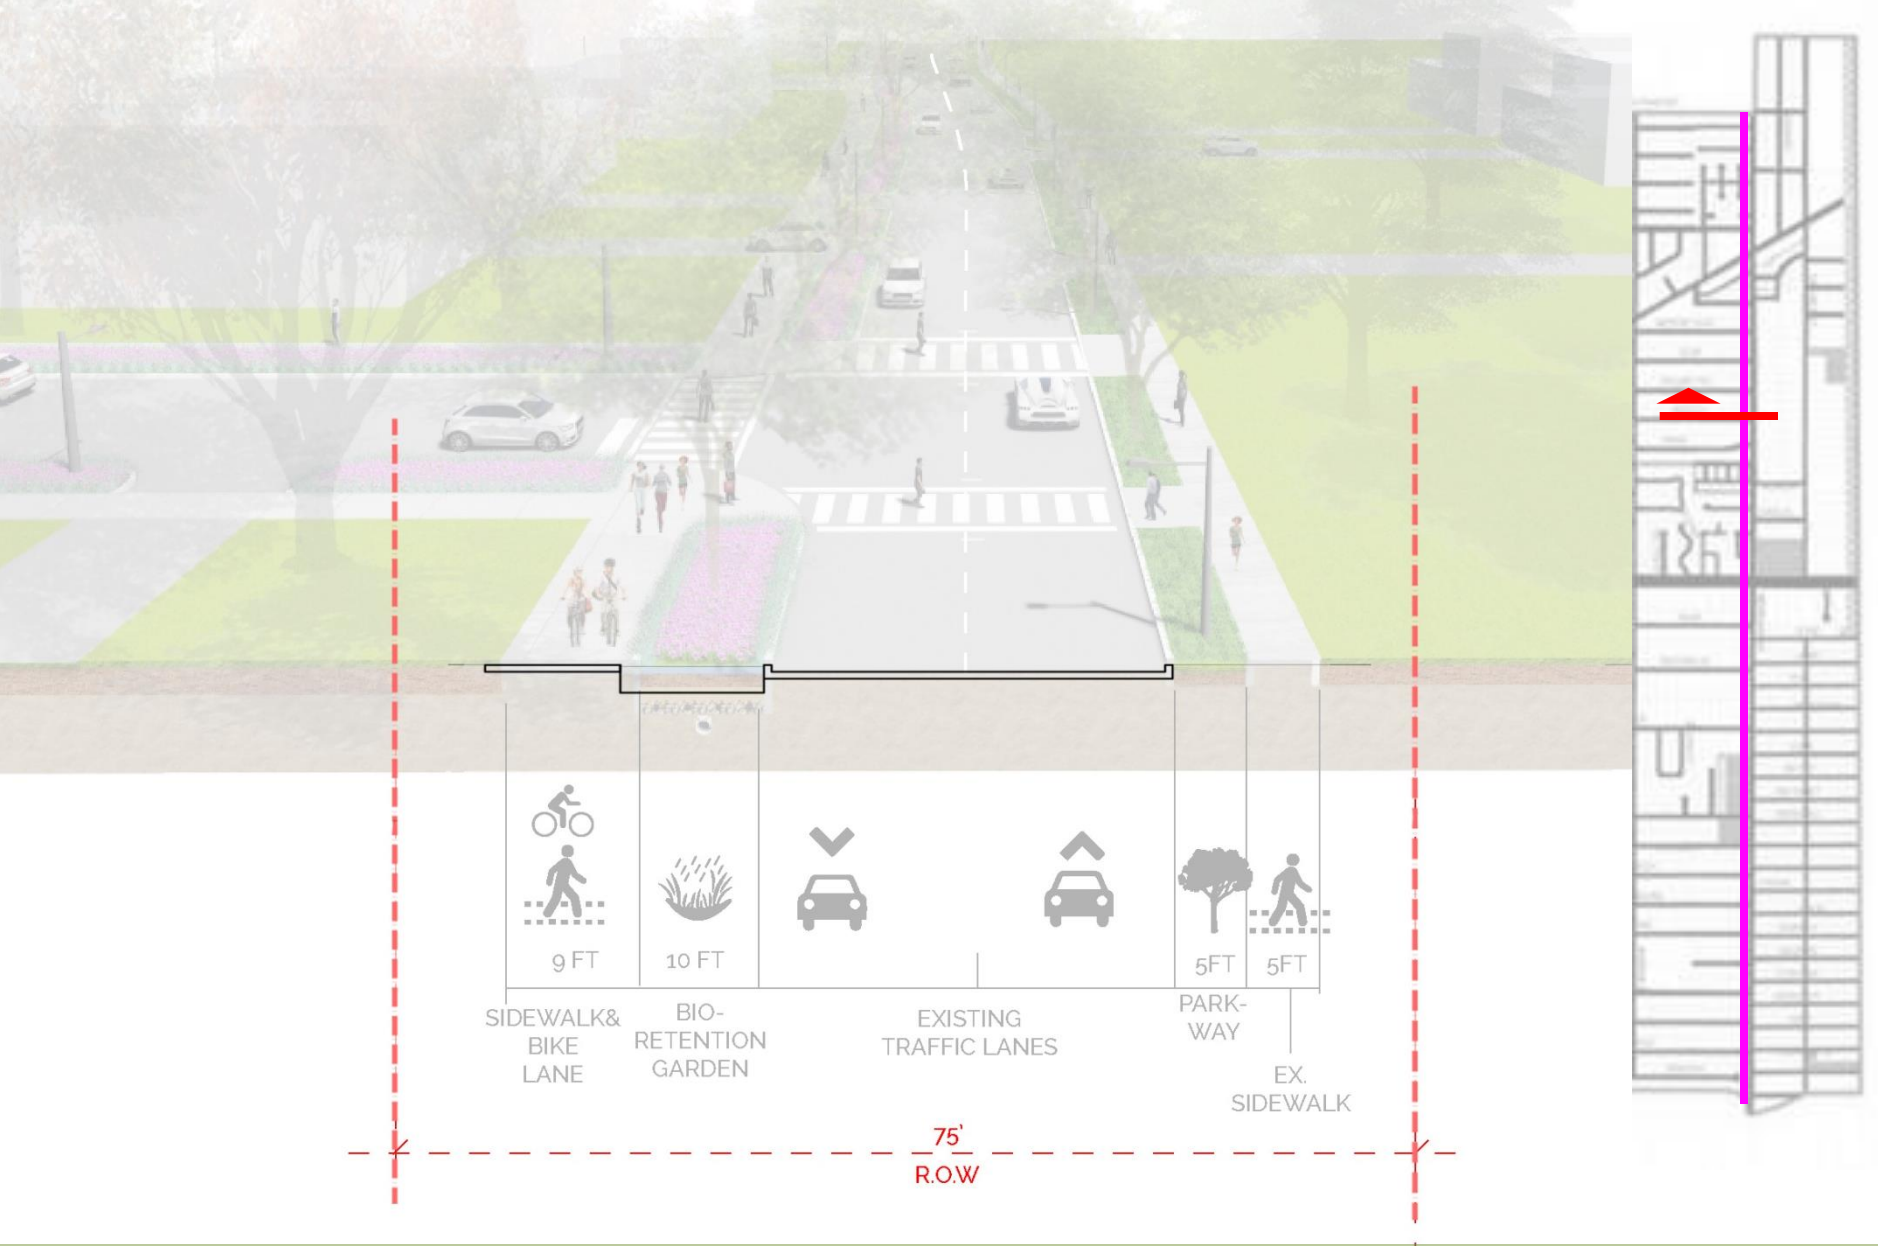 9 FT
10 FT
5FT
5FT
SIDEWALK&
BIKE
LANE
BIO-
RETENTION
GARDEN
EXISTING
TRAFFIC LANES
PARK-
WAY
EX.
SIDEWALK
75'
R.O.W